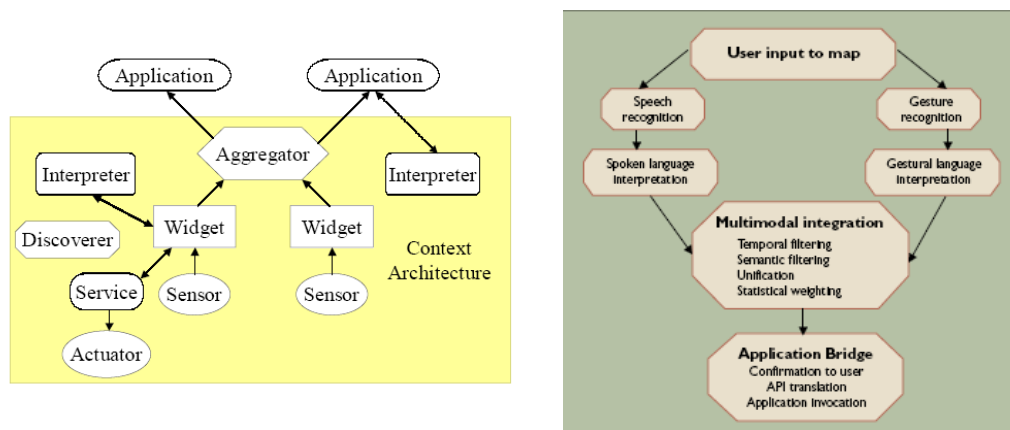 Application
Application
Aggregator
Interpreter
Interpreter
Widget
Widget
Discoverer
Context
Architecture
Service
Sensor
Sensor
Actuator
User input to map
Speech
recognition
Gesture
recognition
Spoken language
interpretation
Gestural language
interpretation
Multimodal integration
Temporal filtering
Semantic filtering
Unification
Statistical weighting
Application Bridge
Confirmation to user
API translation
Application invocation